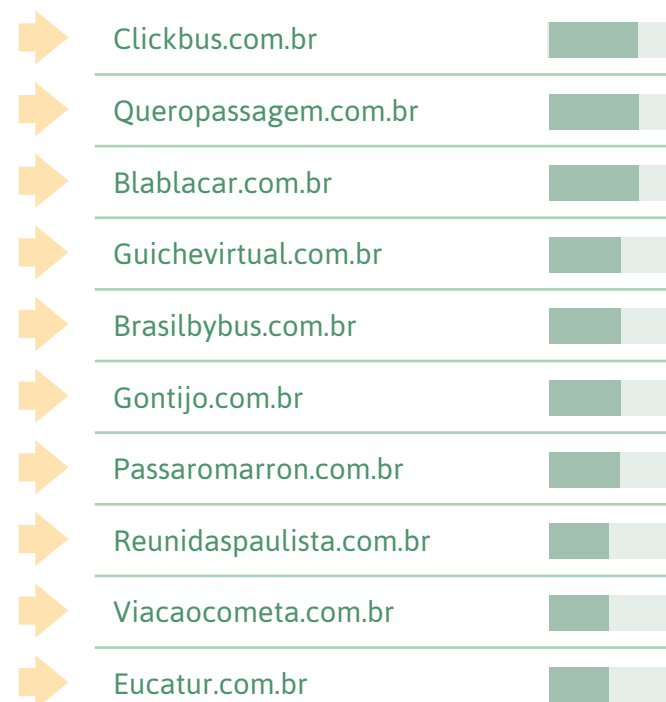 Clickbus.com.br
Queropassagem.com.br
Blablacar.com.br
Guichevirtual.com.br
Brasilbybus.com.br
Gontijo.com.br
Passaromarron.com.br
Reunidaspaulista.com.br
Viacaocometa.com.br
Eucatur.com.br